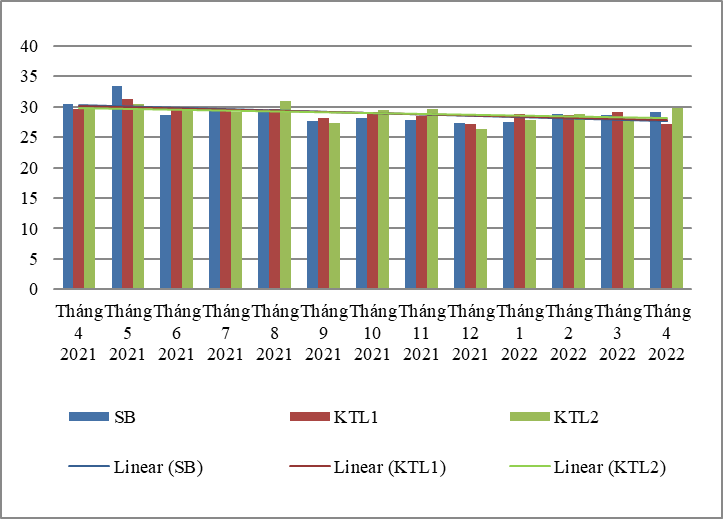 40
35
30
25
20
15
10
5
0
Tháng Tháng Tháng Tháng Tháng Tháng Tháng Tháng Tháng Tháng Tháng Tháng Tháng
4 5 6 7 8 9 10 11 12 1 2 3 4
2021 2021 2021 2021 2021 2021 2021 2021 2021 2022 2022 2022 2022
SB KTL1 KTL2
Linear (SB) Linear (KTL1) Linear (KTL2)